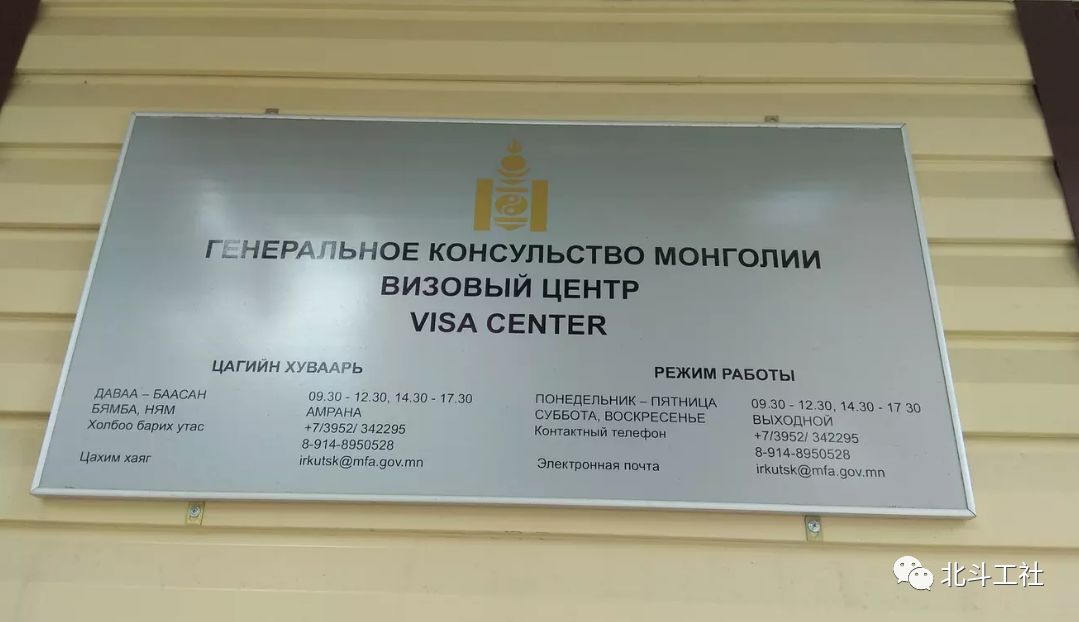 ГЕНЕРАЛЬНОЕ КОНСУЛЬСТВО МОНГОЛИИ
ВИЗОВЫЙ ЦЕНТР
VISA CENTER
ЦАГИЙН ХУВААРЬ
ДАВАА – БААСАН 09.30 - 12.30, 14.30 - 17.30
БЯМБА, НЯМ АМРАНА
Холбоо барих утас +7/3952/ 342295
8-914-8950528
Цахим хаяг irkutsk@mfa.gov.mn
РЕЖИМ РАБОТЫ
ПОНЕДЕЛЬНИК – ПЯТНИЦА 09.30 - 12.30, 14.30 - 17 30
СУББОТА, ВОСКРЕСЕНЬЕ ВЫХОДНОЙ
Контактный телефон +7/3952/ 342295
8-914-8950528
Электронная почта irkutsk@mfa.gov.mn
北斗工社